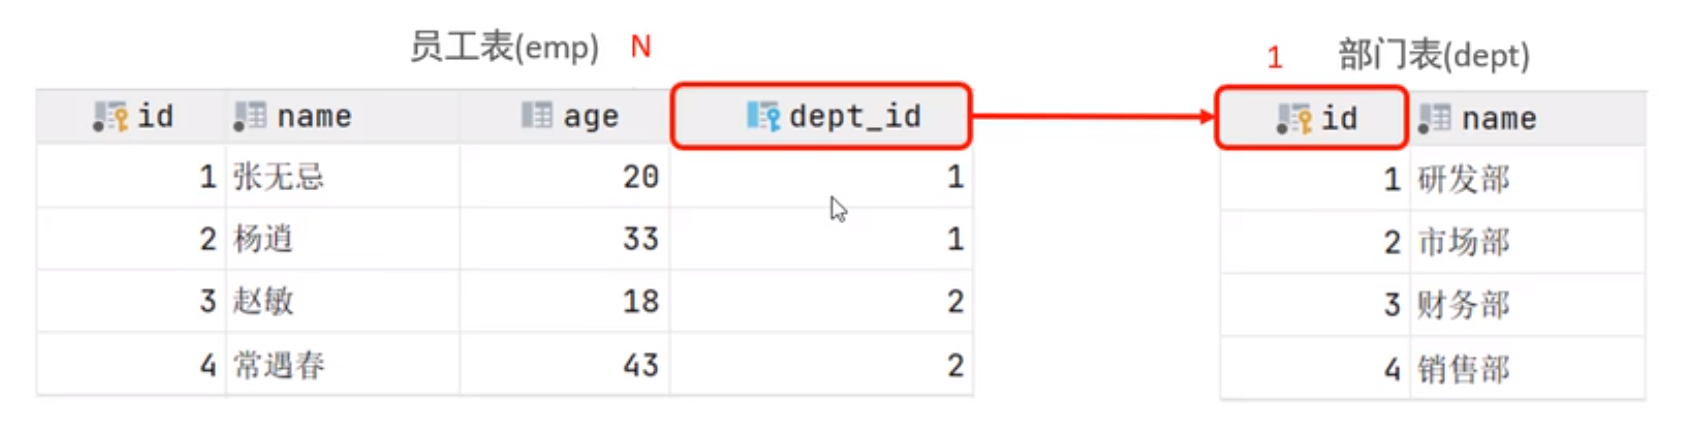 员工表(emp) N 1 部门表(dept)
id name age dept_id id name
1 张无忌 20 1 1 研发部
2 杨逍 33 1 2 市场部
3 赵敏 18 2 3 财务部
4 常遇春 43 2 4 销售部